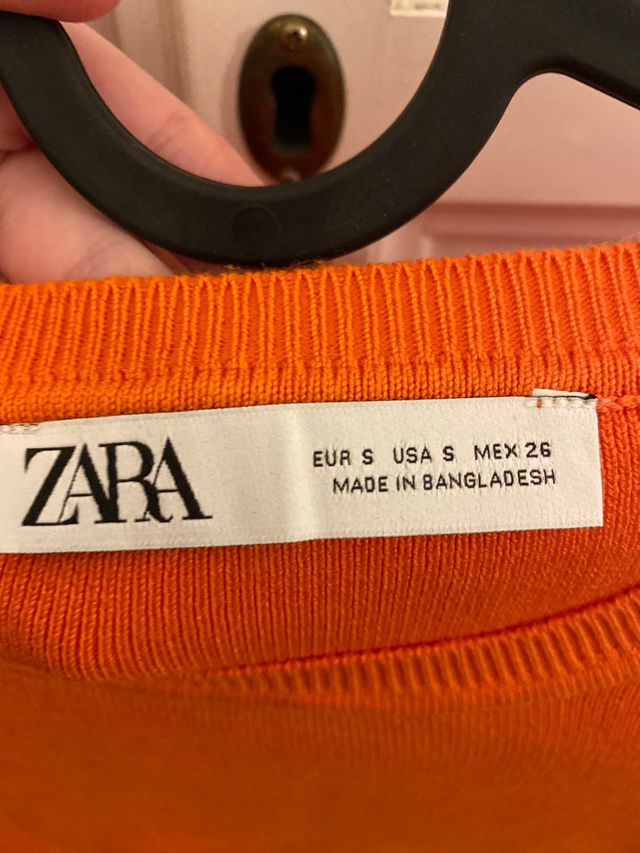 ZARA
EUR S USA S MEX 26
MADE IN BANGLADESH